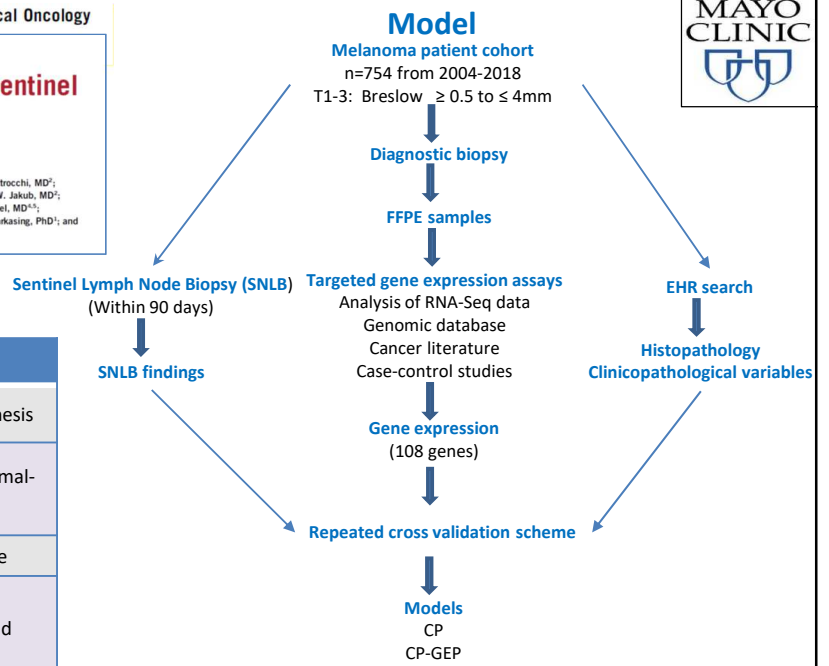 cal Oncology
entinel
trocchi, MD2;
V. Jakub, MD2;
el, MD4,5;
rkasing, PhD1; and
MAYO
CLINIC
Model
Melanoma patient cohort
n=754 from 2004-2018
T1-3: Breslow ≥ 0.5 to ≤ 4mm
Diagnostic biopsy
FFPE samples
Sentinel Lymph Node Biopsy (SNLB)
(Within 90 days)
SNLB findings
Targeted gene expression assays
Analysis of RNA-Seq data
Genomic database
Cancer literature
Case-control studies
Gene expression
(108 genes)
EHR search
Histopathology
Clinicopathological variables
Repeated cross validation scheme
Models
CP
CP-GEP
nesis
mal-
e
d